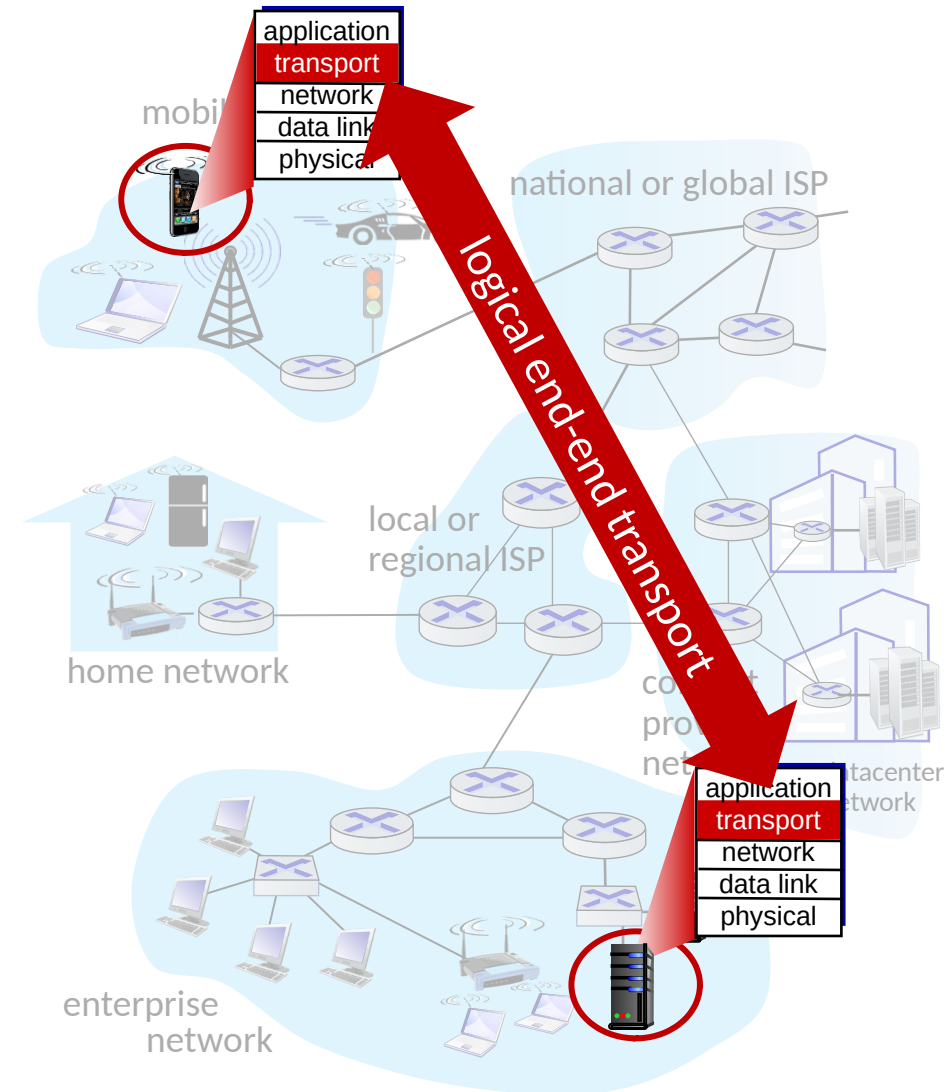 application
transport
network
data link
physical
national or global ISP
logical end-end transport
local or
regional ISP
home network
application
transport
network
data link
physical
enterprise
network